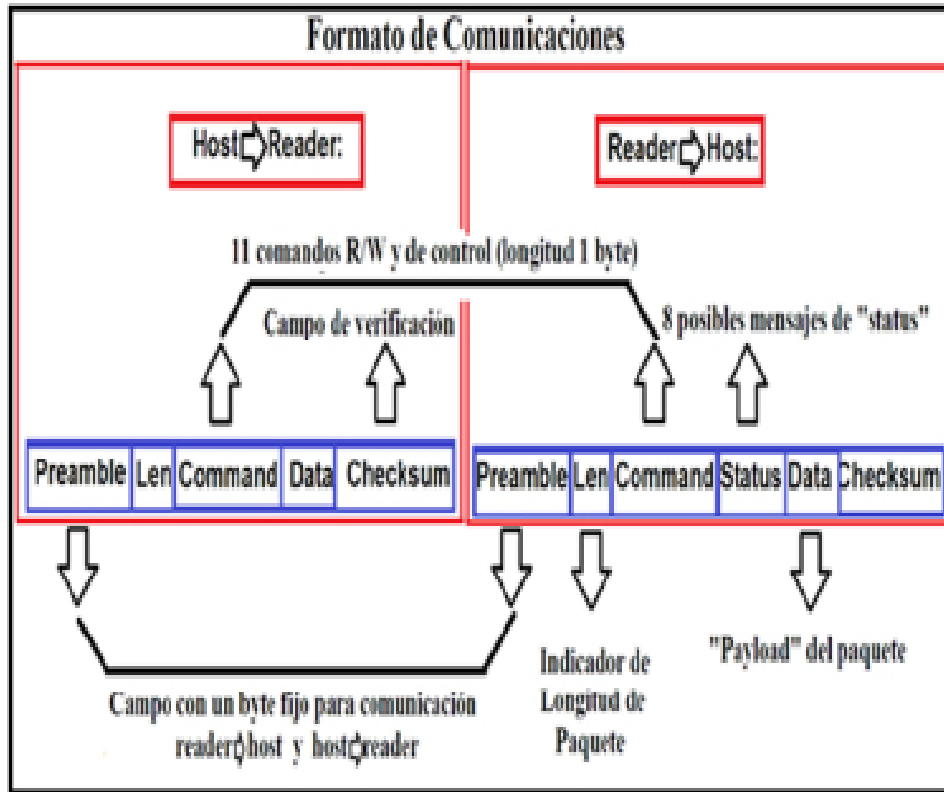 Formato de Comunicaciones
Host Reader:
Reader Host:
11 comandos R/W y de control (longitud 1 byte)
Campo de verificación
8 posibles mensajes de "status"
Preamble Len Command Data Checksum
Preamble Len Command Status Data Checksum
Campo con un byte fijo para comunicación
reader host y host reader
Indicador de
Longitud de
Paquete
"Payload" del paquete